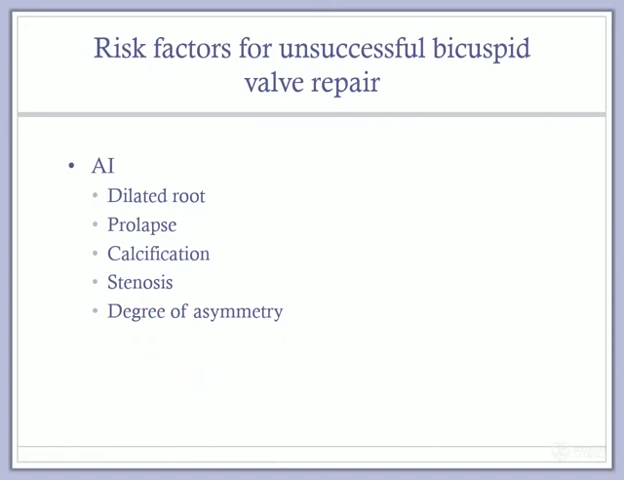 Risk factors for unsuccessful bicuspid
valve repair
• AI
• Dilated root
• Prolapse
• Calcification
• Stenosis
• Degree of asymmetry